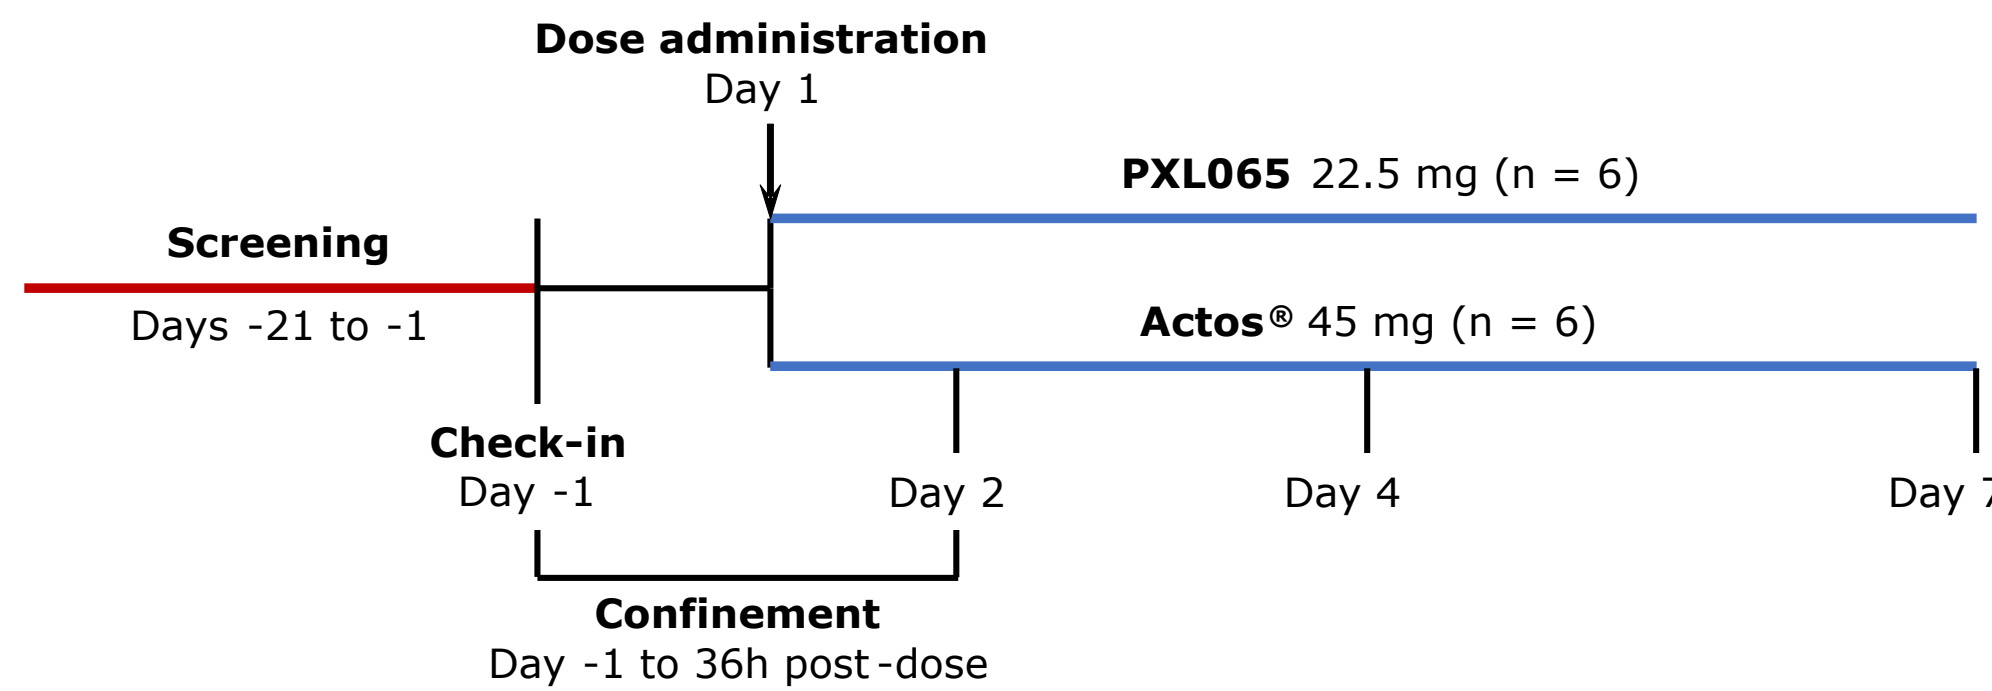 Dose administration
Day 1
PXL065 22.5 mg (n = 6)
Screening
Days -21 to -1
Actos® 45 mg (n = 6)
Check-in
Day -1
Day 2
Day 4
Day 7
Confinement
Day -1 to 36h post-dose